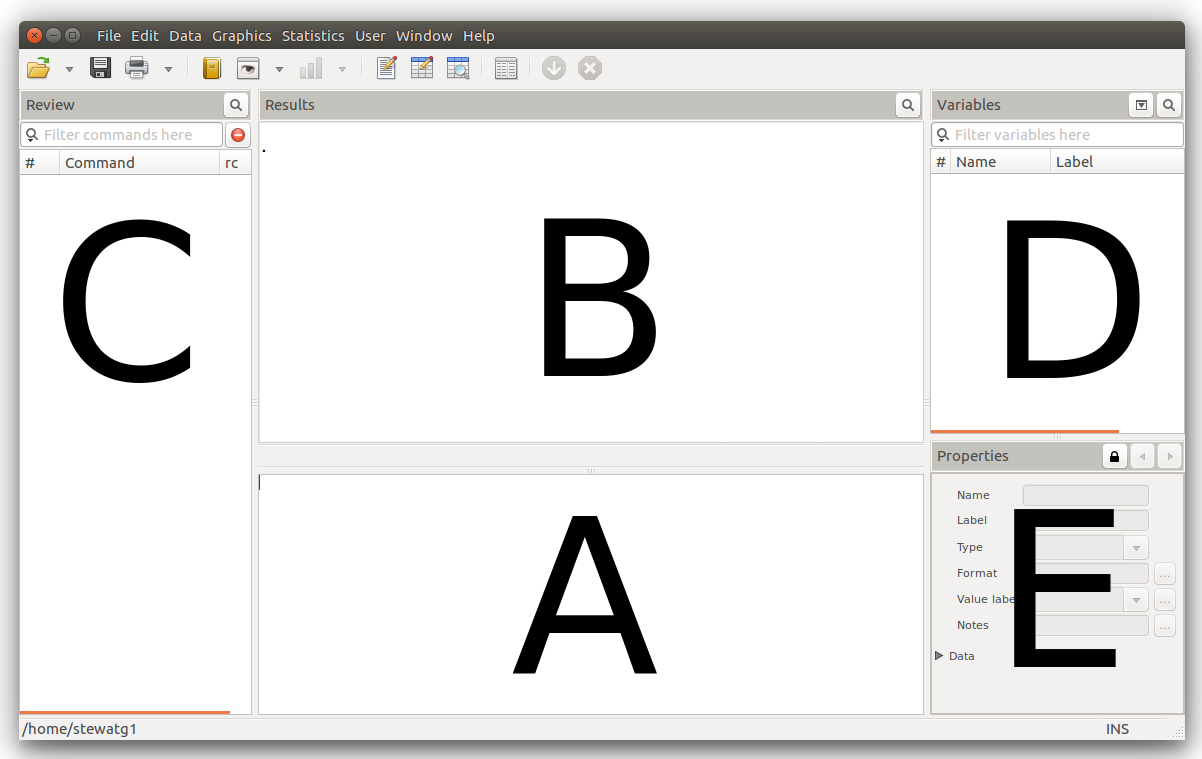 File Edit Data Graphics Statistics User Window Help
Review
Results
Variables
Filter commands here
Filter variables here
# Command rc
.
# Name Label
C
B
D
Properties
Name
Label
Type
Format
Value labe
Notes
Data
A
E
/home/stewatg1
INS